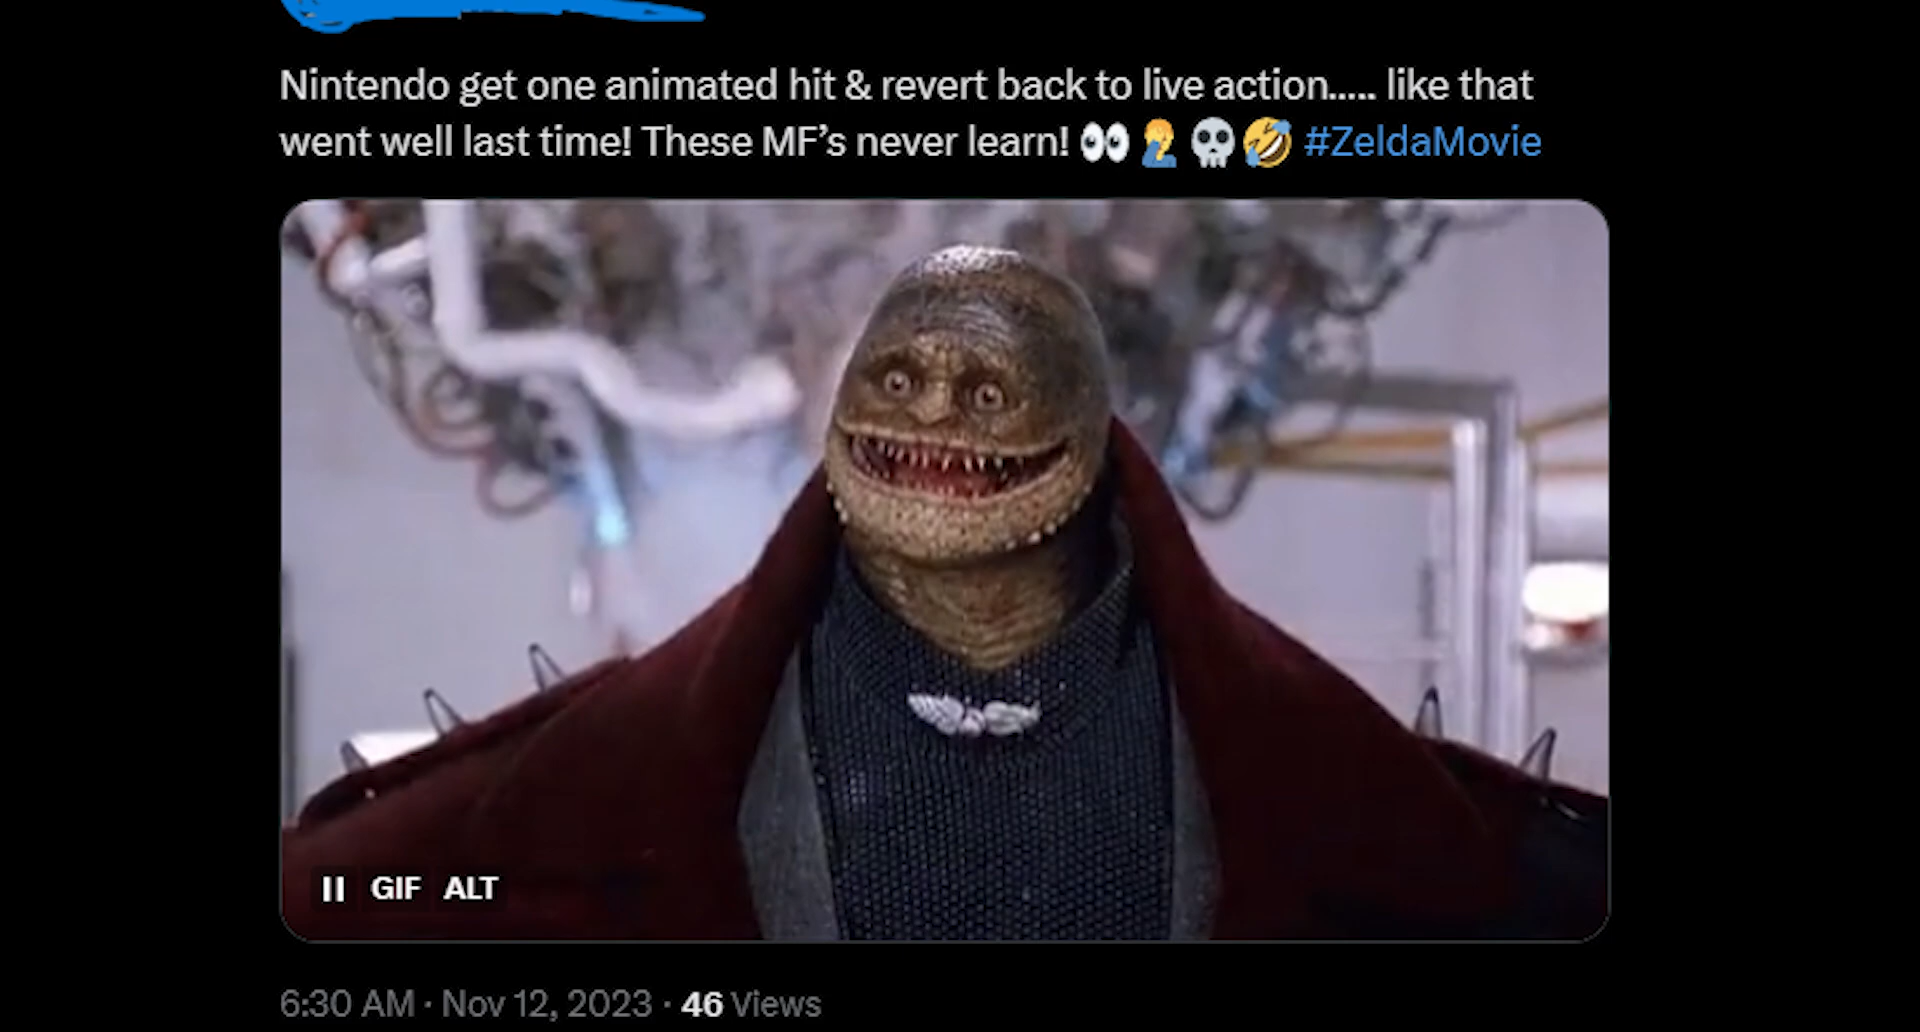 Nintendo get one animated hit & revert back to live action..... like that
went well last time! These MF’s never learn! 👀🤦‍♂️💀🤣 #ZeldaMovie
GIF ALT
6:30 AM · Nov 12, 2023 · 46 Views